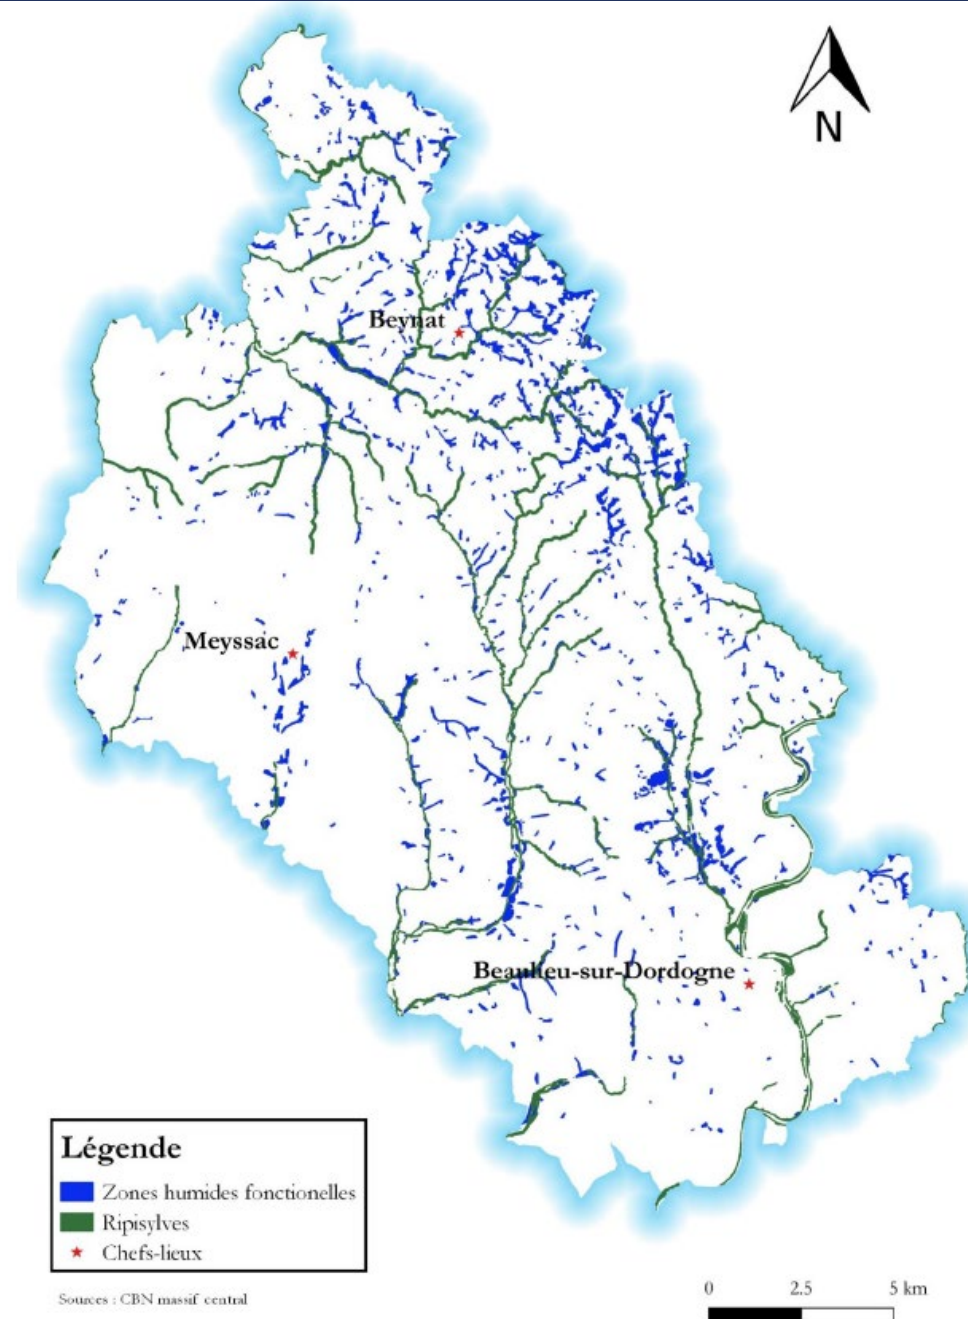 N
Beynat
Meyssac
Beaulieu-sur-Dordogne
Légende
Zones humides fonctionelles
Ripisylves
Chefs-lieux
Sources : CBN massif central
0 2.5 5 km